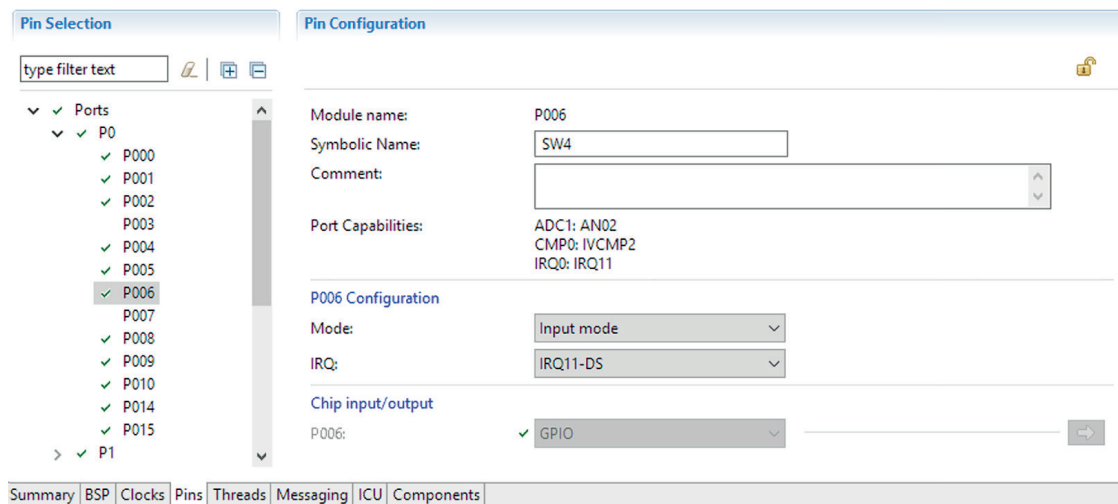 Pin Selection
type filter text
Ports
P0
P000
P001
P002
P003
P004
P005
P006
P007
P008
P009
P010
P014
P015
P1
Pin Configuration
Module name: P006
Symbolic Name: SW4
Comment:
Port Capabilities: ADC1: AN02
CMP0: IVCMP2
IRQ0: IRQ11
P006 Configuration
Mode: Input mode
IRQ: IRQ11-DS
Chip input/output
P006: GPIO
Summary BSP Clocks Pins Threads Messaging ICU Components